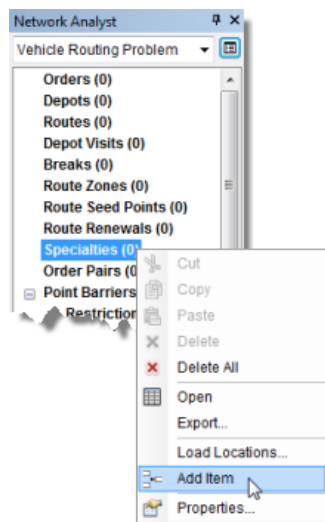 Network Analyst
Vehicle Routing Problem
Orders (0)
Depots (0)
Routes (0)
Depot Visits (0)
Breaks (0)
Route Zones (0)
Route Seed Points (0)
Route Renewals (0)
Specialties (0)
Order Pairs (0
Point Barriers
Restriction
Cut
Copy
Paste
Delete
Delete All
Open
Export...
Load Locations...
Add Item
Properties...